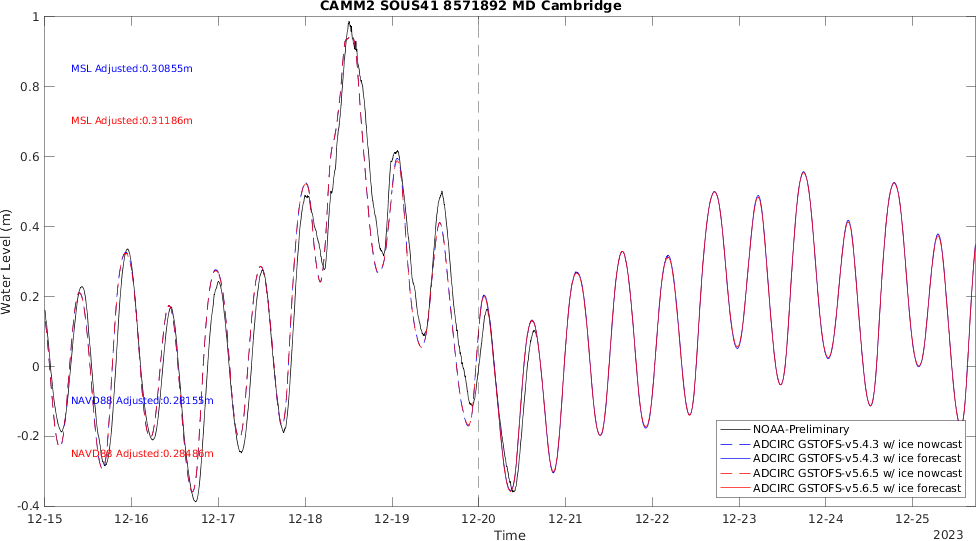 CAMM2 SOUS41 8571892 MD Cambridge
1
MSL Adjusted:0.30855m
0.8
MSL Adjusted:0.31186m
0.6
Water Level (m)
0.4
0.2
0
NAVD88 Adjusted:0.28155m
-0.2
NAVD88 Adjusted:0.28486m
-0.4
NOAA-Preliminary
ADCIRC GSTOFS-v5.4.3 w/ ice nowcast
ADCIRC GSTOFS-v5.4.3 w/ ice forecast
ADCIRC GSTOFS-v5.6.5 w/ ice nowcast
ADCIRC GSTOFS-v5.6.5 w/ ice forecast
12-15 12-16 12-17 12-18 12-19 12-20 12-21 12-22 12-23 12-24 12-25
Time
2023